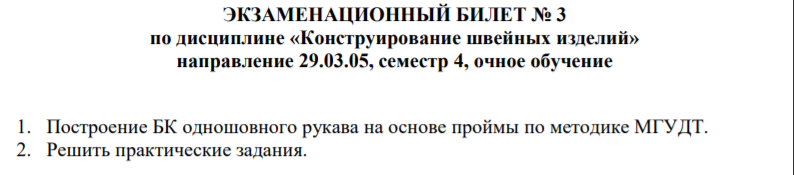 ЭКЗАМЕНАЦИОННЫЙ БИЛЕТ № 3
по дисциплине «Конструирование швейных изделий»
направление 29.03.05, семестр 4, очное обучение
1. Построение БК одношовного рукава на основе проймы по методике МГУДТ.
2. Решить практические задания.